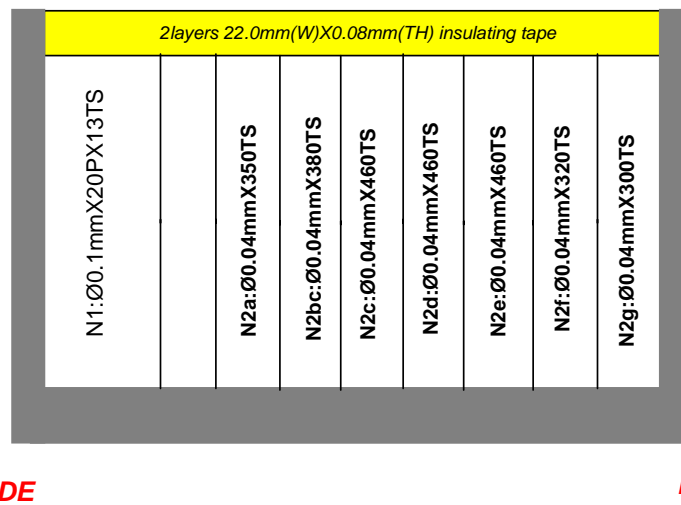 2layers 22.0mm(W)X0.08mm(TH) insulating tape
N1:Ø0.1mmX20PX13TS
N2a:Ø0.04mmX350TS
N2bc:Ø0.04mmX380TS
N2c:Ø0.04mmX460TS
N2d:Ø0.04mmX460TS
N2e:Ø0.04mmX460TS
N2f:Ø0.04mmX320TS
N2g:Ø0.04mmX300TS
DE